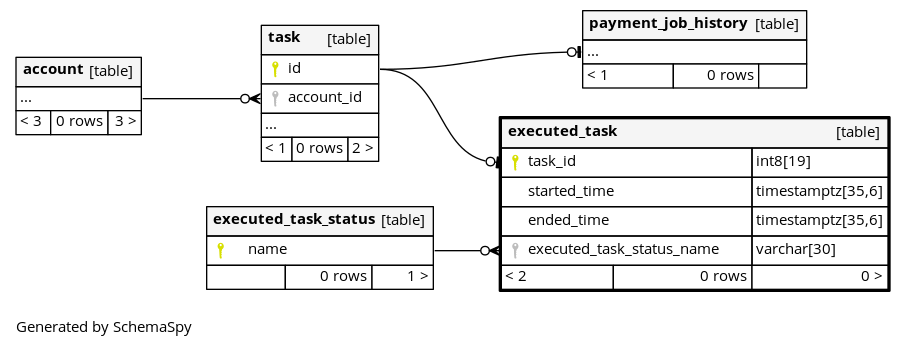 account [table]
...
< 3 0 rows 3 >
task [table]
id
account_id
...
< 1 0 rows 2 >
payment_job_history [table]
...
< 1 0 rows
executed_task [table]
task_id int8[19]
started_time timestamptz[35,6]
ended_time timestamptz[35,6]
executed_task_status_name varchar[30]
< 2 0 rows 0 >
executed_task_status [table]
name
0 rows 1 >
Generated by SchemaSpy